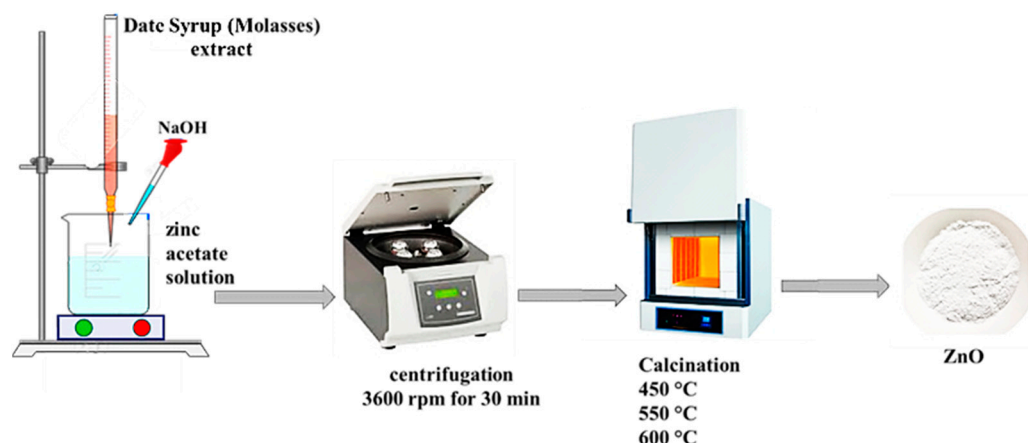 Date Syrup (Molasses)
extract
NaOH
zinc
acetate
solution
centrifugation
3600 rpm for 30 min
Calcination
450 °C
550 °C
600 °C
ZnO